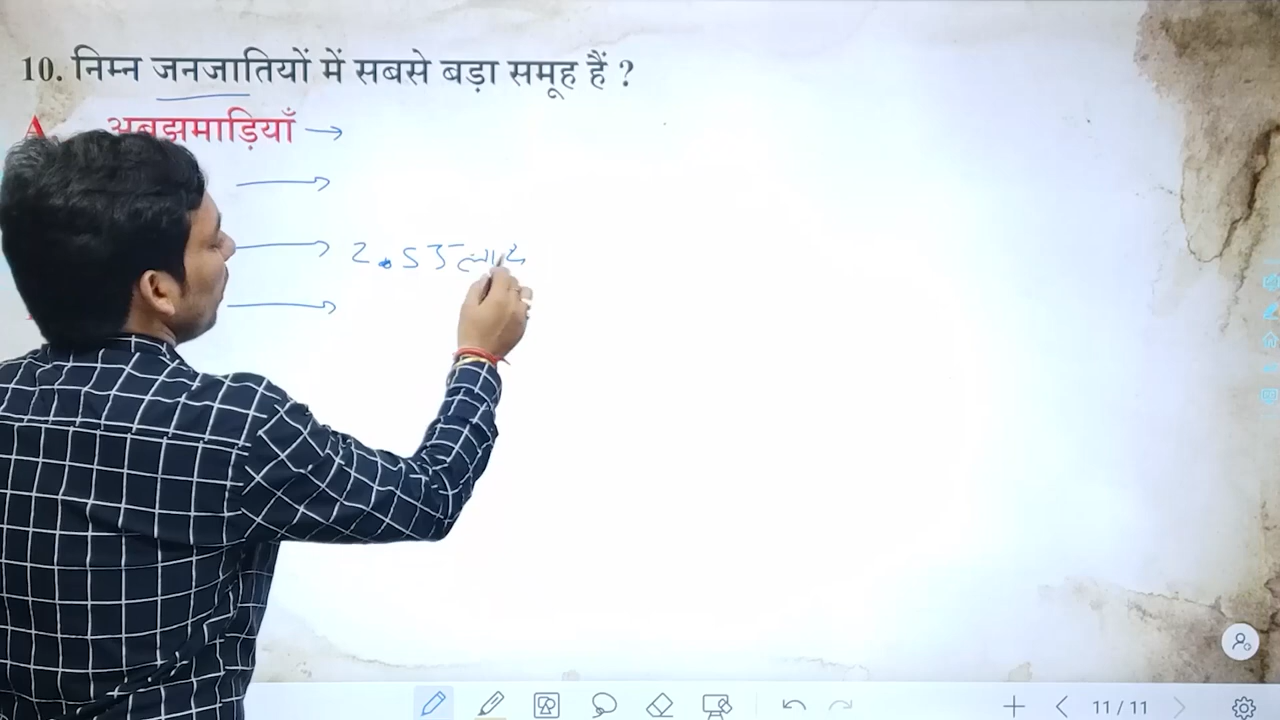 10. निम्न जनजातियों में सबसे बड़ा समूह हैं ?
A. अबूझमाड़ियाँ →
→
→ 2.53 लाख
→
11 / 11